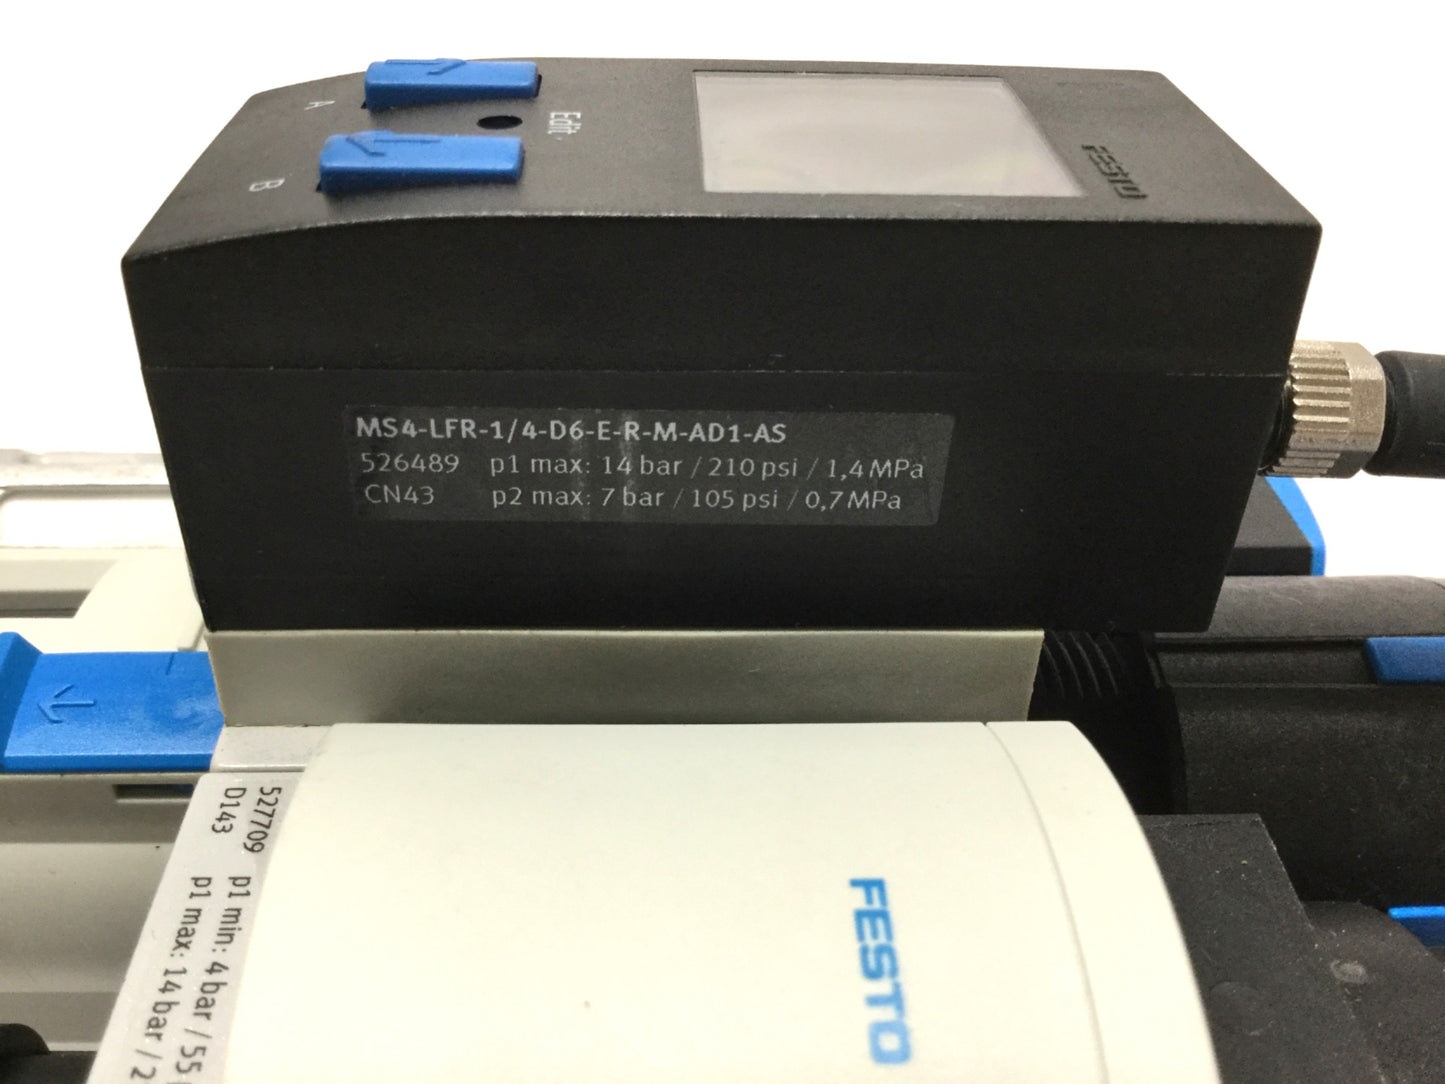 A
B
Edit
FESTO
MS4-LFR-1/4-D6-E-R-M-AD1-AS
526489 p1 max: 14 bar / 210 psi / 1,4 MPa
CN43 p2 max: 7 bar / 105 psi / 0,7 MPa
527709 p1 min: 4 bar / 55
D143 p1 max: 14 bar / 2
FESTO